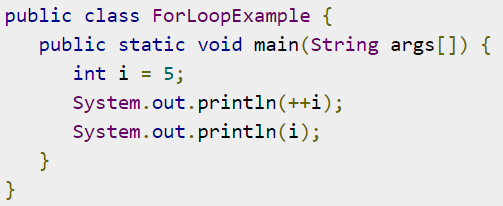 public class ForLoopExample {
public static void main(String args[]) {
int i = 5;
System.out.println(++i);
System.out.println(i);
}
}